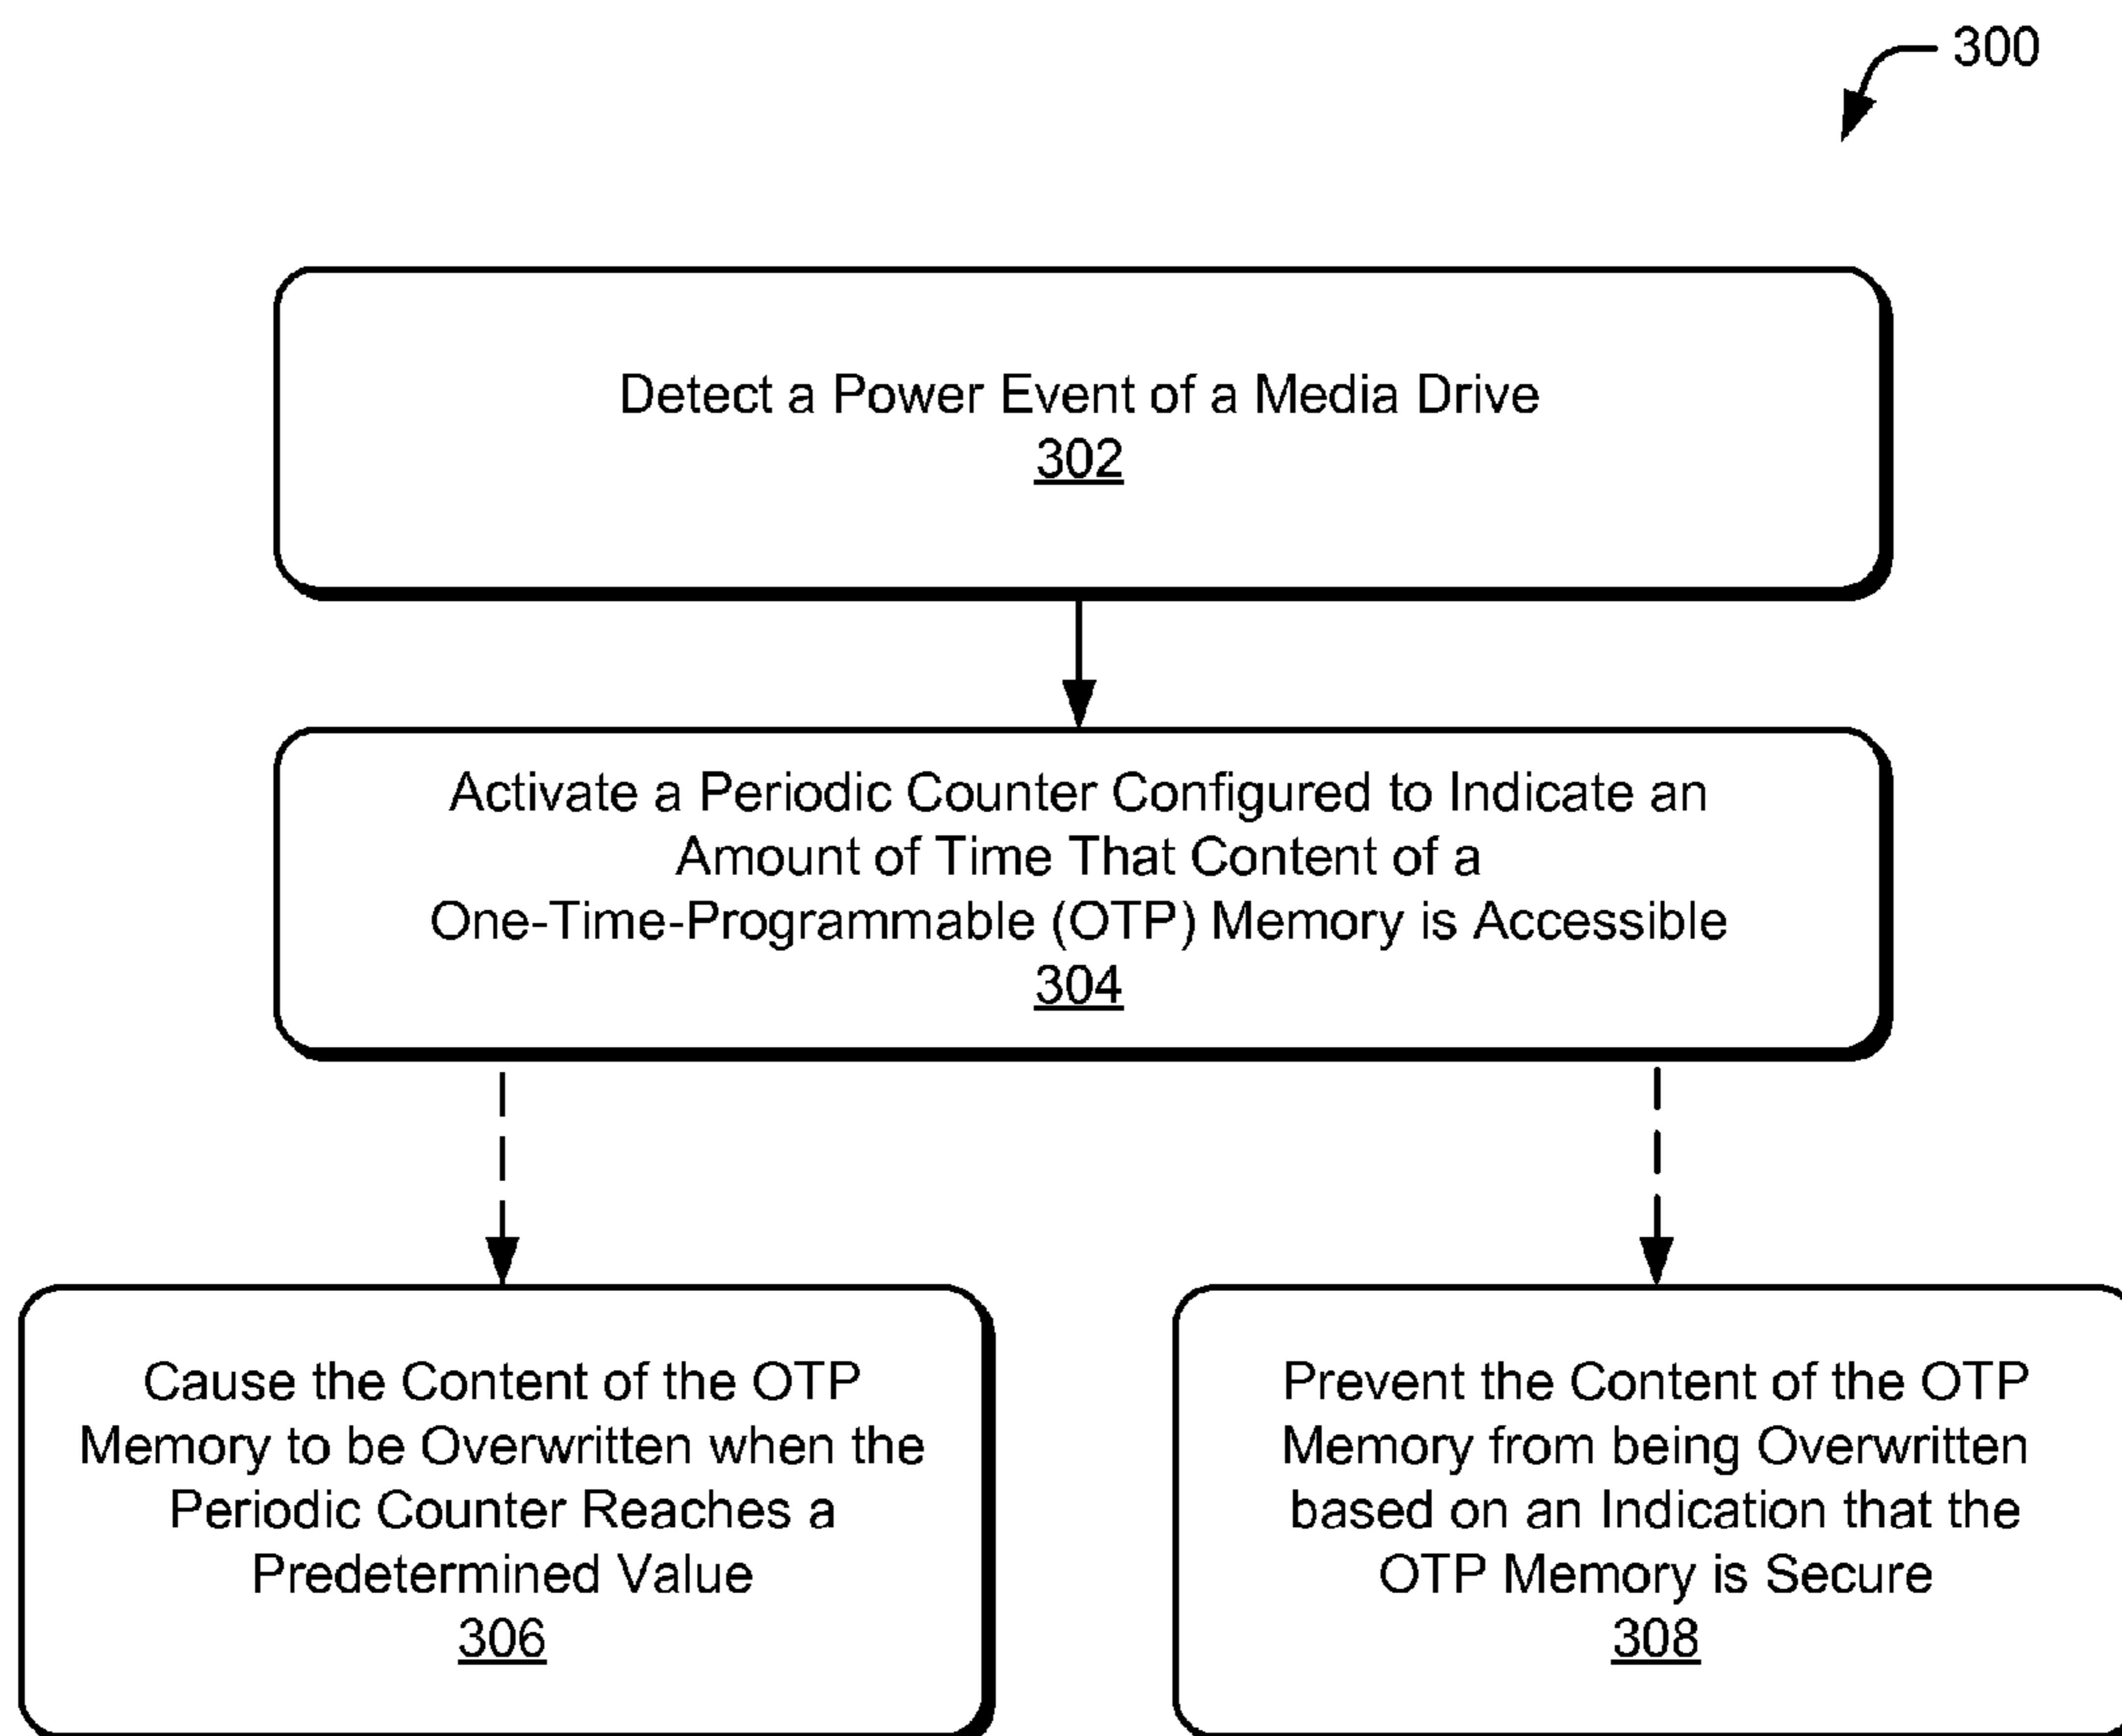 300
Detect a Power Event of a Media Drive
302
Activate a Periodic Counter Configured to Indicate an
Amount of Time That Content of a
One-Time-Programmable (OTP) Memory is Accessible
304
Cause the Content of the OTP
Memory to be Overwritten when the
Periodic Counter Reaches a
Predetermined Value
306
Prevent the Content of the OTP
Memory from being Overwritten
based on an Indication that the
OTP Memory is Secure
308